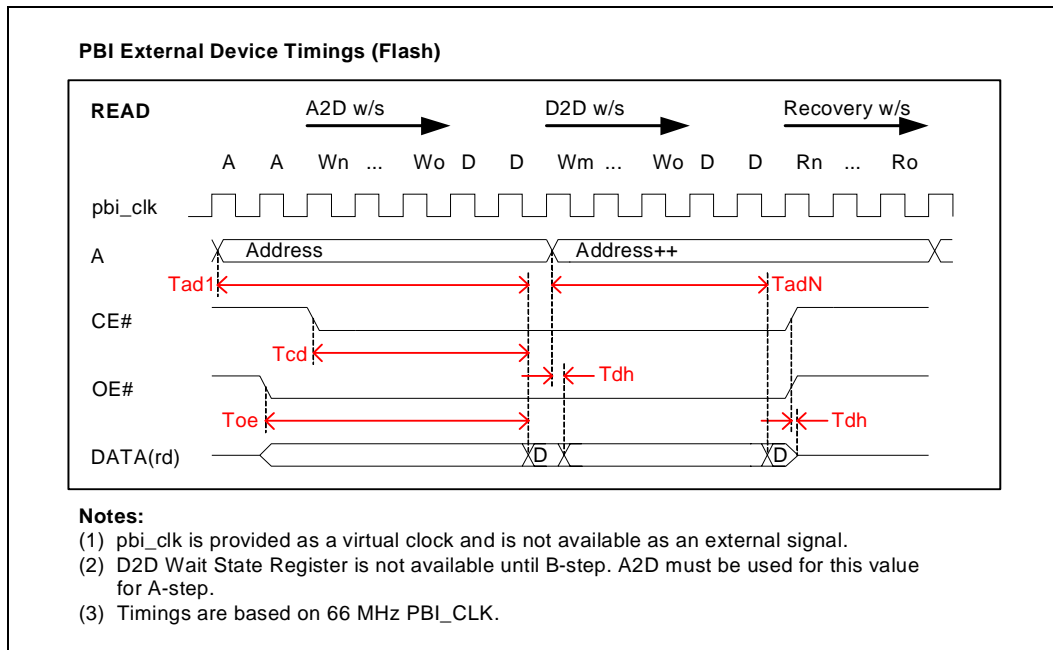 PBI External Device Timings (Flash)
READ
A2D w/s D2D w/s Recovery w/s
A A Wn ... Wo D D Wm ... Wo D D Rn ... Ro
pbi_clk
A Address Address++
Tad1 TadN
CE#
Tcd
Tdh
OE#
Toe Tdh
DATA(rd) D D
Notes:
(1) pbi_clk is provided as a virtual clock and is not available as an external signal.
(2) D2D Wait State Register is not available until B-step. A2D must be used for this value
for A-step.
(3) Timings are based on 66 MHz PBI_CLK.